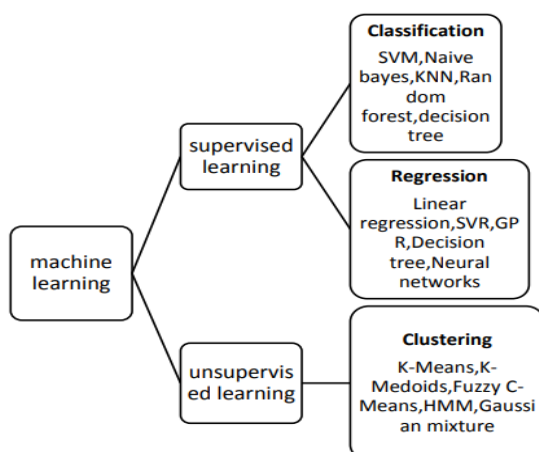 machine
learning
supervised
learning
Classification
SVM,Naive
bayes,KNN,Ran
dom
forest,decision
tree
Regression
Linear
regression,SVR,GP
R,Decision
tree,Neural
networks
unsupervis
ed learning
Clustering
K-Means,K-
Medoids,Fuzzy C-
Means,HMM,Gaussi
an mixture